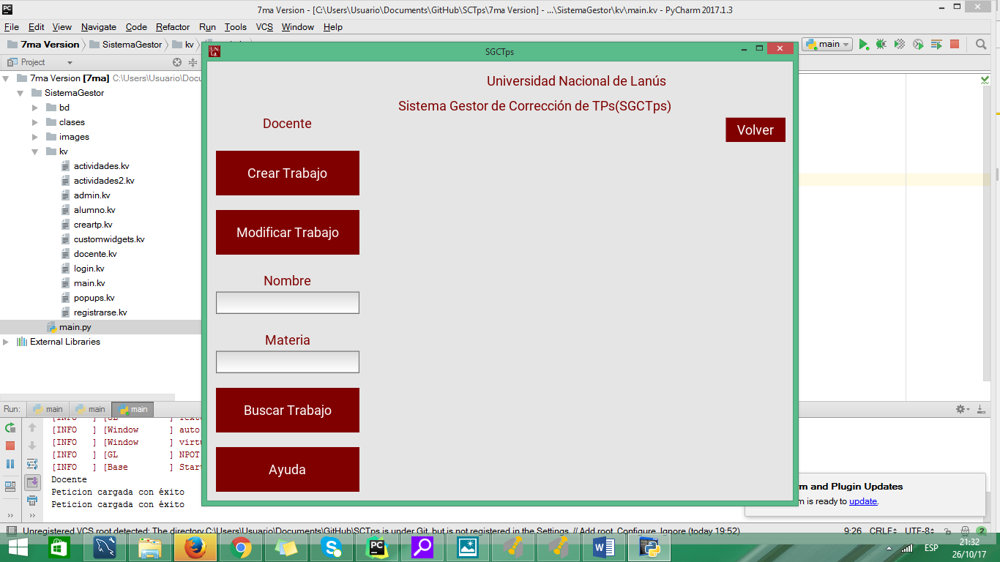 7ma Version - [C:\Users\Usuario\Documents\GitHub\SCTps\7ma Version] - ...\SistemaGestor\kv\main.kv - PyCharm 2017.1.3
File Edit View Navigate Code Refactor Run Tools VCS Window Help
7ma Version SistemaGestor kv
main
Project
7ma Version [7ma] C:\Users\Usuario\Docu
SistemaGestor
bd
clases
images
kv
actividades.kv
actividades2.kv
admin.kv
alumno.kv
creartp.kv
customwidgets.kv
docente.kv
login.kv
main.kv
popups.kv
registrarse.kv
main.py
External Libraries
SGCTps
Universidad Nacional de Lanús
Sistema Gestor de Corrección de TPs(SGCTps)
Docente
Volver
Crear Trabajo
Modificar Trabajo
Nombre
Materia
Buscar Trabajo
Ayuda
Run: main main main
[INFO ] [Window ] auto
[INFO ] [Window ] virtu
[INFO ] [GL ] NPOT
[INFO ] [Base ] Star
Docente
Peticion cargada con éxito
Peticion cargada con éxito
m and Plugin Updates
m is ready to update.
Unregistered VCS root detected: The directory C:\Users\Usuario\Documents\GitHub\SCTps is under Git, but is not registered in the Settings. // Add root Configure Ignore (today 19:52)
9:26 CRLF UTF-8 2
ESP
21:32
26/10/17